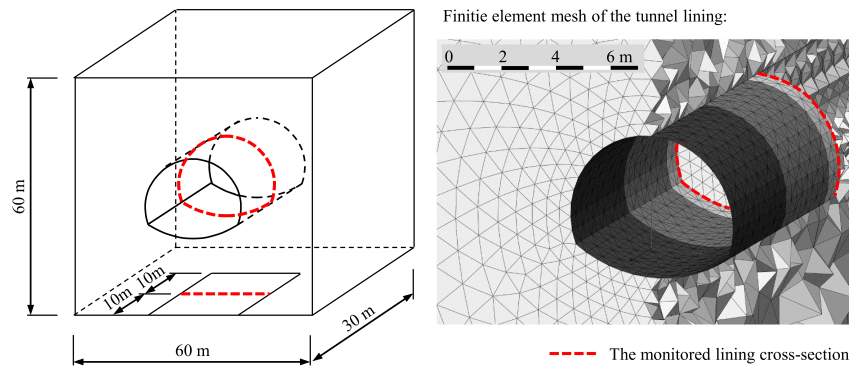 Finitie element mesh of the tunnel lining:
0 2 4 6 m
60 m
10m
10m
30 m
60 m
The monitored lining cross-section